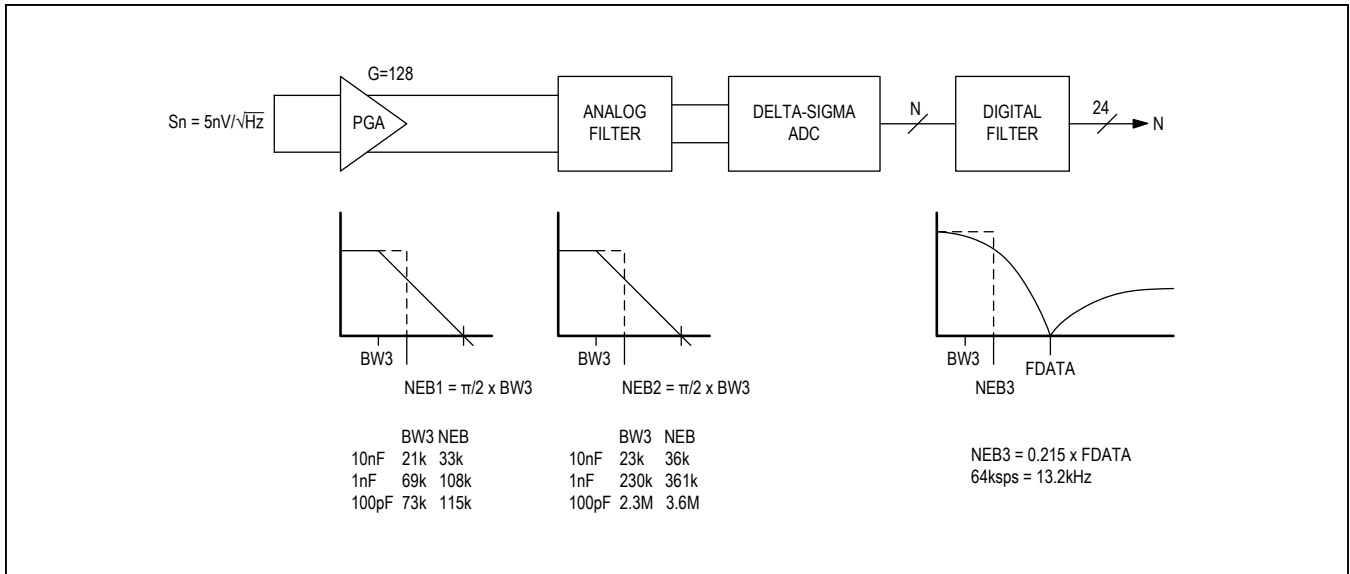 G=128
Sn = 5nV/√Hz
PGA
ANALOG
FILTER
DELTA-SIGMA
ADC
N
DIGITAL
FILTER
24
N
BW3
NEB1 = π/2 x BW3
BW3 NEB
10nF 21k 33k
1nF 69k 108k
100pF 73k 115k
BW3
NEB2 = π/2 x BW3
BW3 NEB
10nF 23k 36k
1nF 230k 361k
100pF 2.3M 3.6M
BW3
FDATA
NEB3
NEB3 = 0.215 x FDATA
64ksps = 13.2kHz